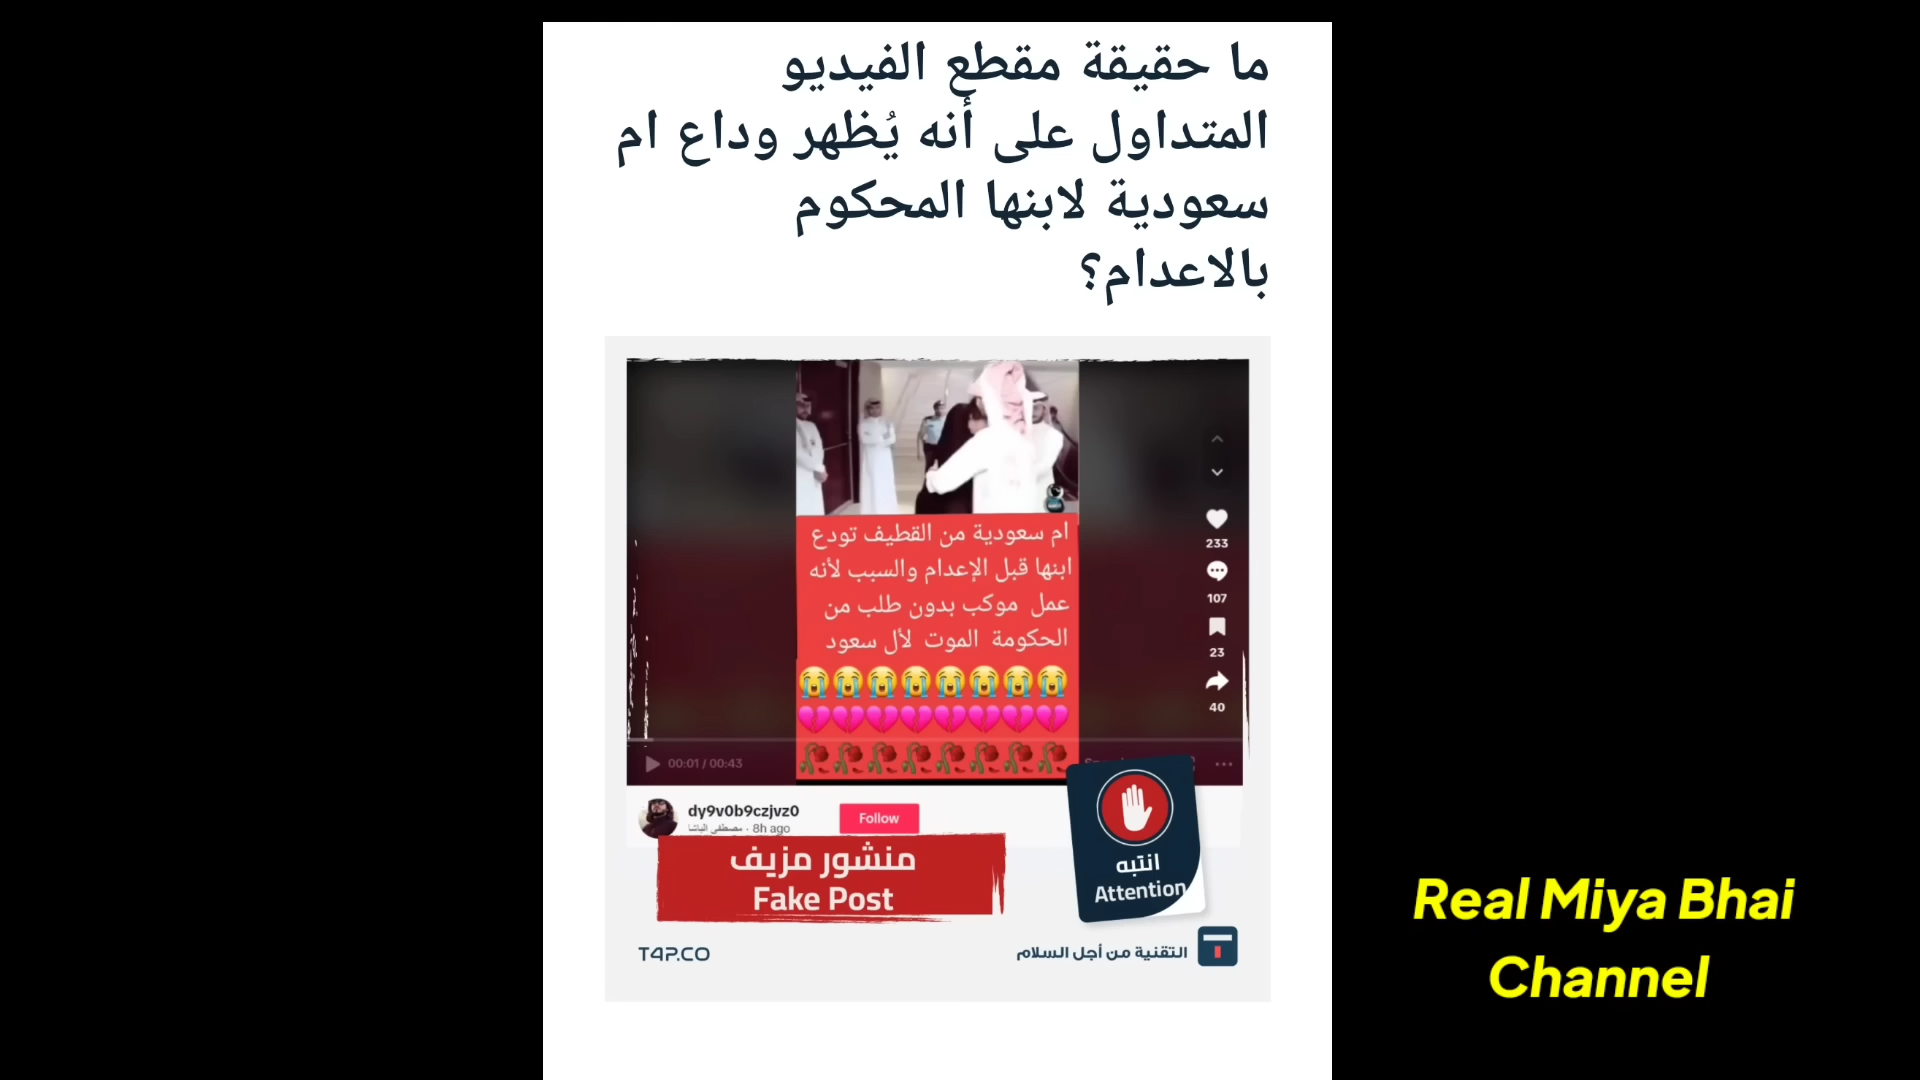 ما حقيقة مقطع الفيديو
المتداول على أنه يُظهر وداع ام
سعودية لابنها المحكوم
بالاعدام؟
ام سعودية من القطيف تودع
ابنها قبل الإعدام والسبب لأنه
عمل موكب بدون طلب من
الحكومة الموت لأل سعود
😭😭😭😭😭😭😭😭
💔💔💔💔💔💔💔💔
🥀🥀🥀🥀🥀🥀🥀🥀
233
107
23
40
00:01 / 00:43
dy9v0b9czjvz0
مصطفى الباشا · 8h ago
Follow
منشور مزيف
Fake Post
انتبه
Attention
T4P.CO
التقنية من أجل السلام
Real Miya Bhai
Channel